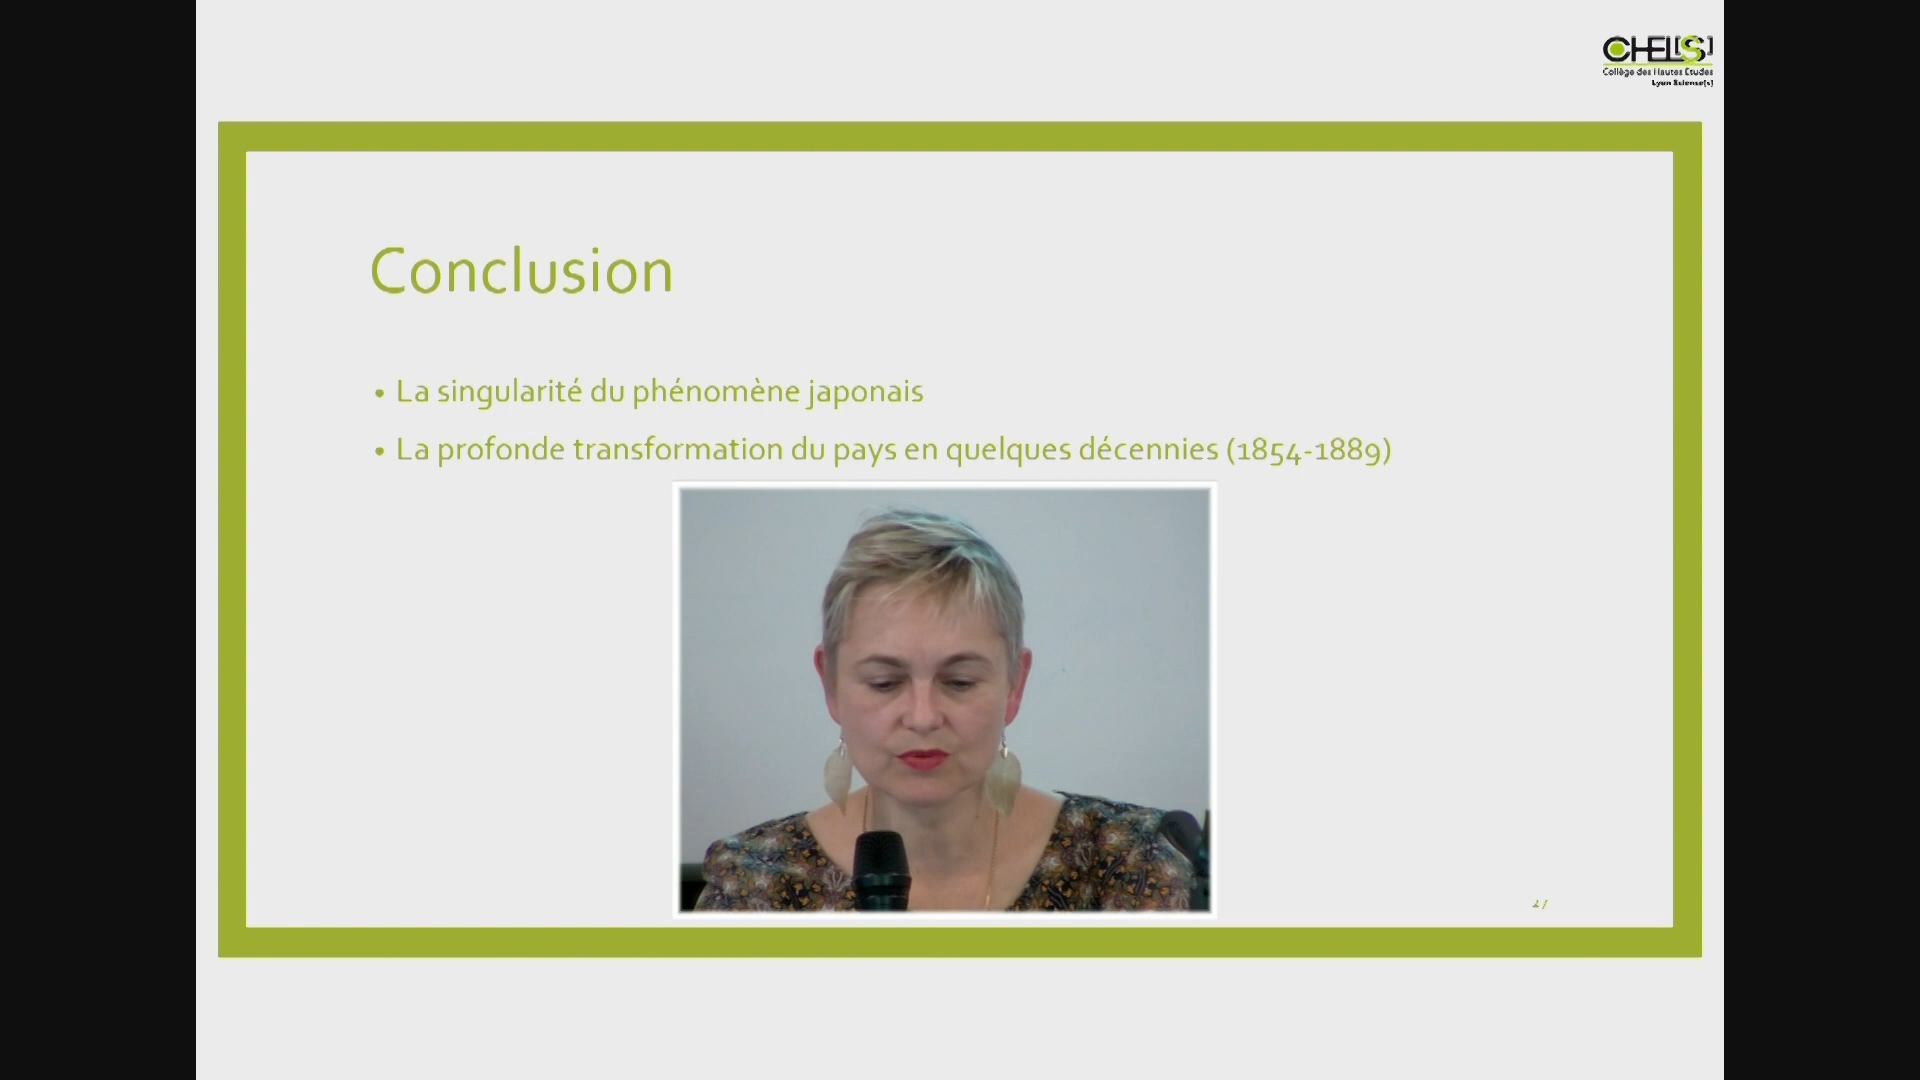 CHEL[S]
Collège des Hautes Études
Lyon Science[s]
Conclusion
• La singularité du phénomène japonais
• La profonde transformation du pays en quelques décennies (1854-1889)